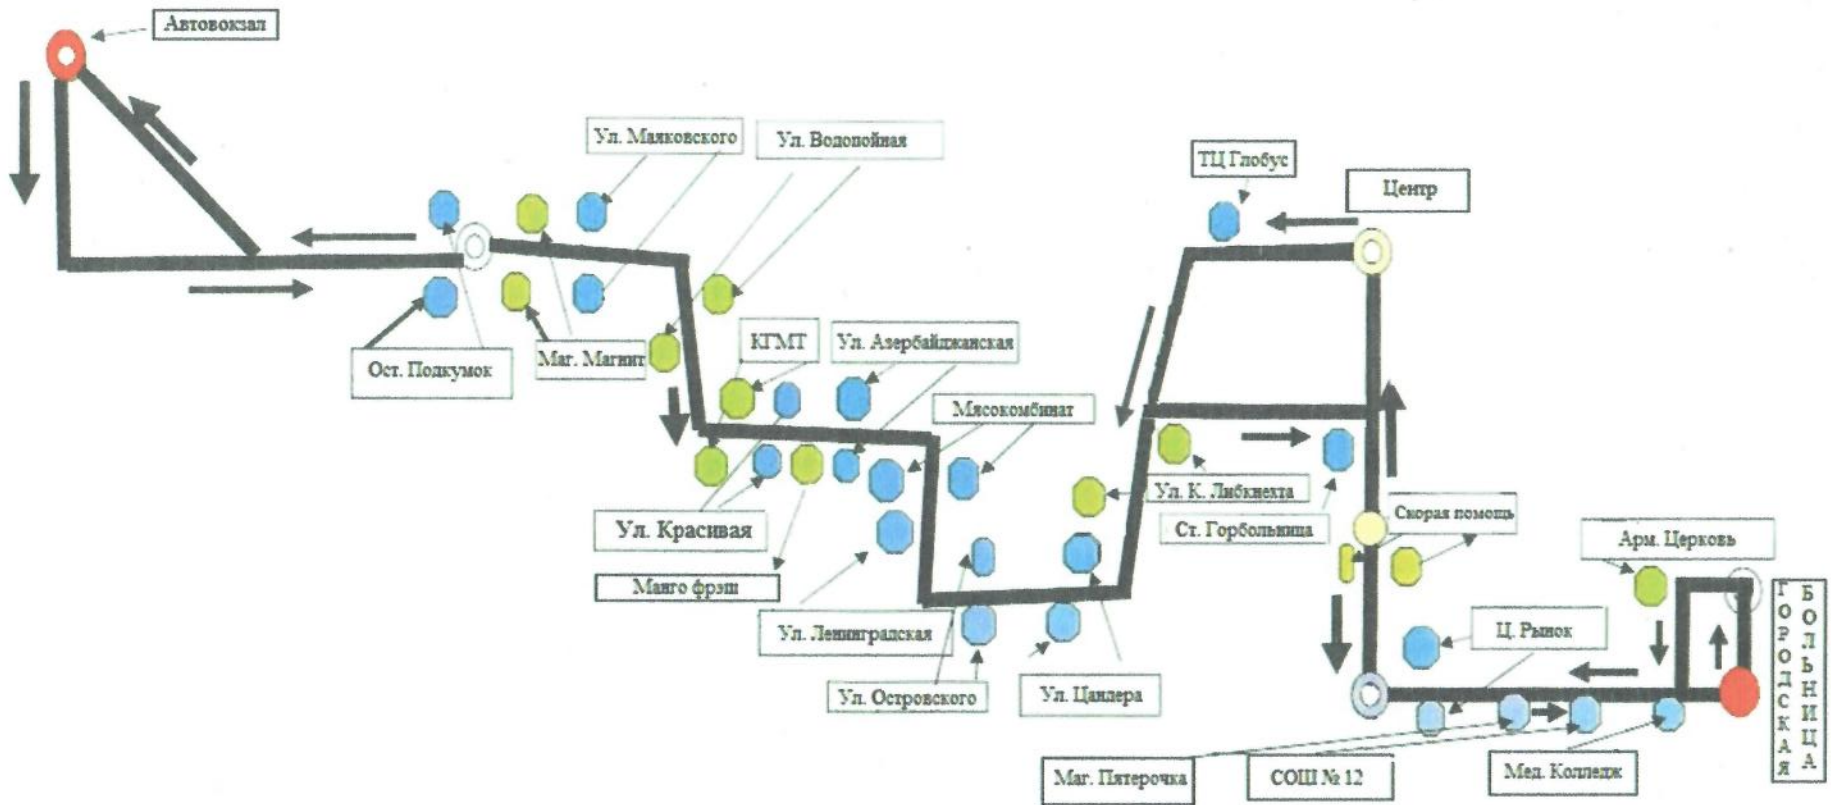 Автовокзал
Ул. Маяковского
Ул. Водопойная
ТЦ Глобус
Центр
Ост. Подкумок
Маг. Магнит
КГМТ
Ул. Азербайджанская
Мясокомбинат
Ул. Красивая
Манго фрэш
Ул. Ленинградская
Ул. Островского
Ул. Цандера
Ул. К. Либкнехта
Ст. Горбольница
Скорая помощь
Арм. Церковь
Ц. Рынок
Маг. Пятерочка
СОШ № 12
Мед. Колледж
ГОРОДСКАЯ
БОЛЬНИЦА